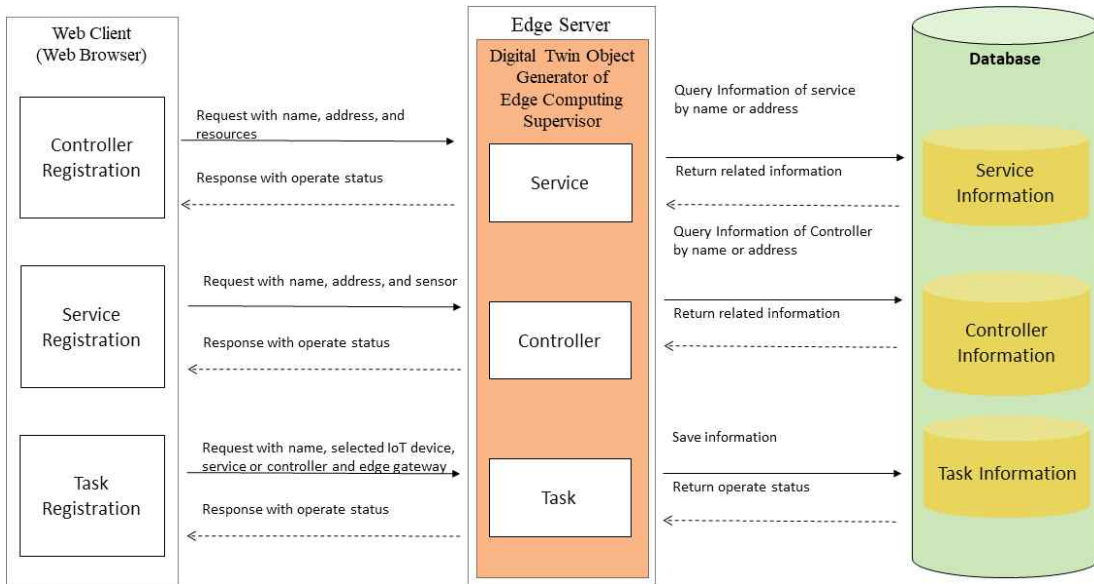 Web Client
(Web Browser)
Controller
Registration
Service
Registration
Task
Registration
Request with name, address, and
resources
Response with operate status
Request with name, address, and sensor
Response with operate status
Request with name, selected IoT device,
service or controller and edge gateway
Response with operate status
Edge Server
Digital Twin Object
Generator of
Edge Computing
Supervisor
Service
Controller
Task
Query Information of service
by name or address
Return related information
Query Information of Controller
by name or address
Return related information
Save information
Return operate status
Database
Service
Information
Controller
Information
Task Information